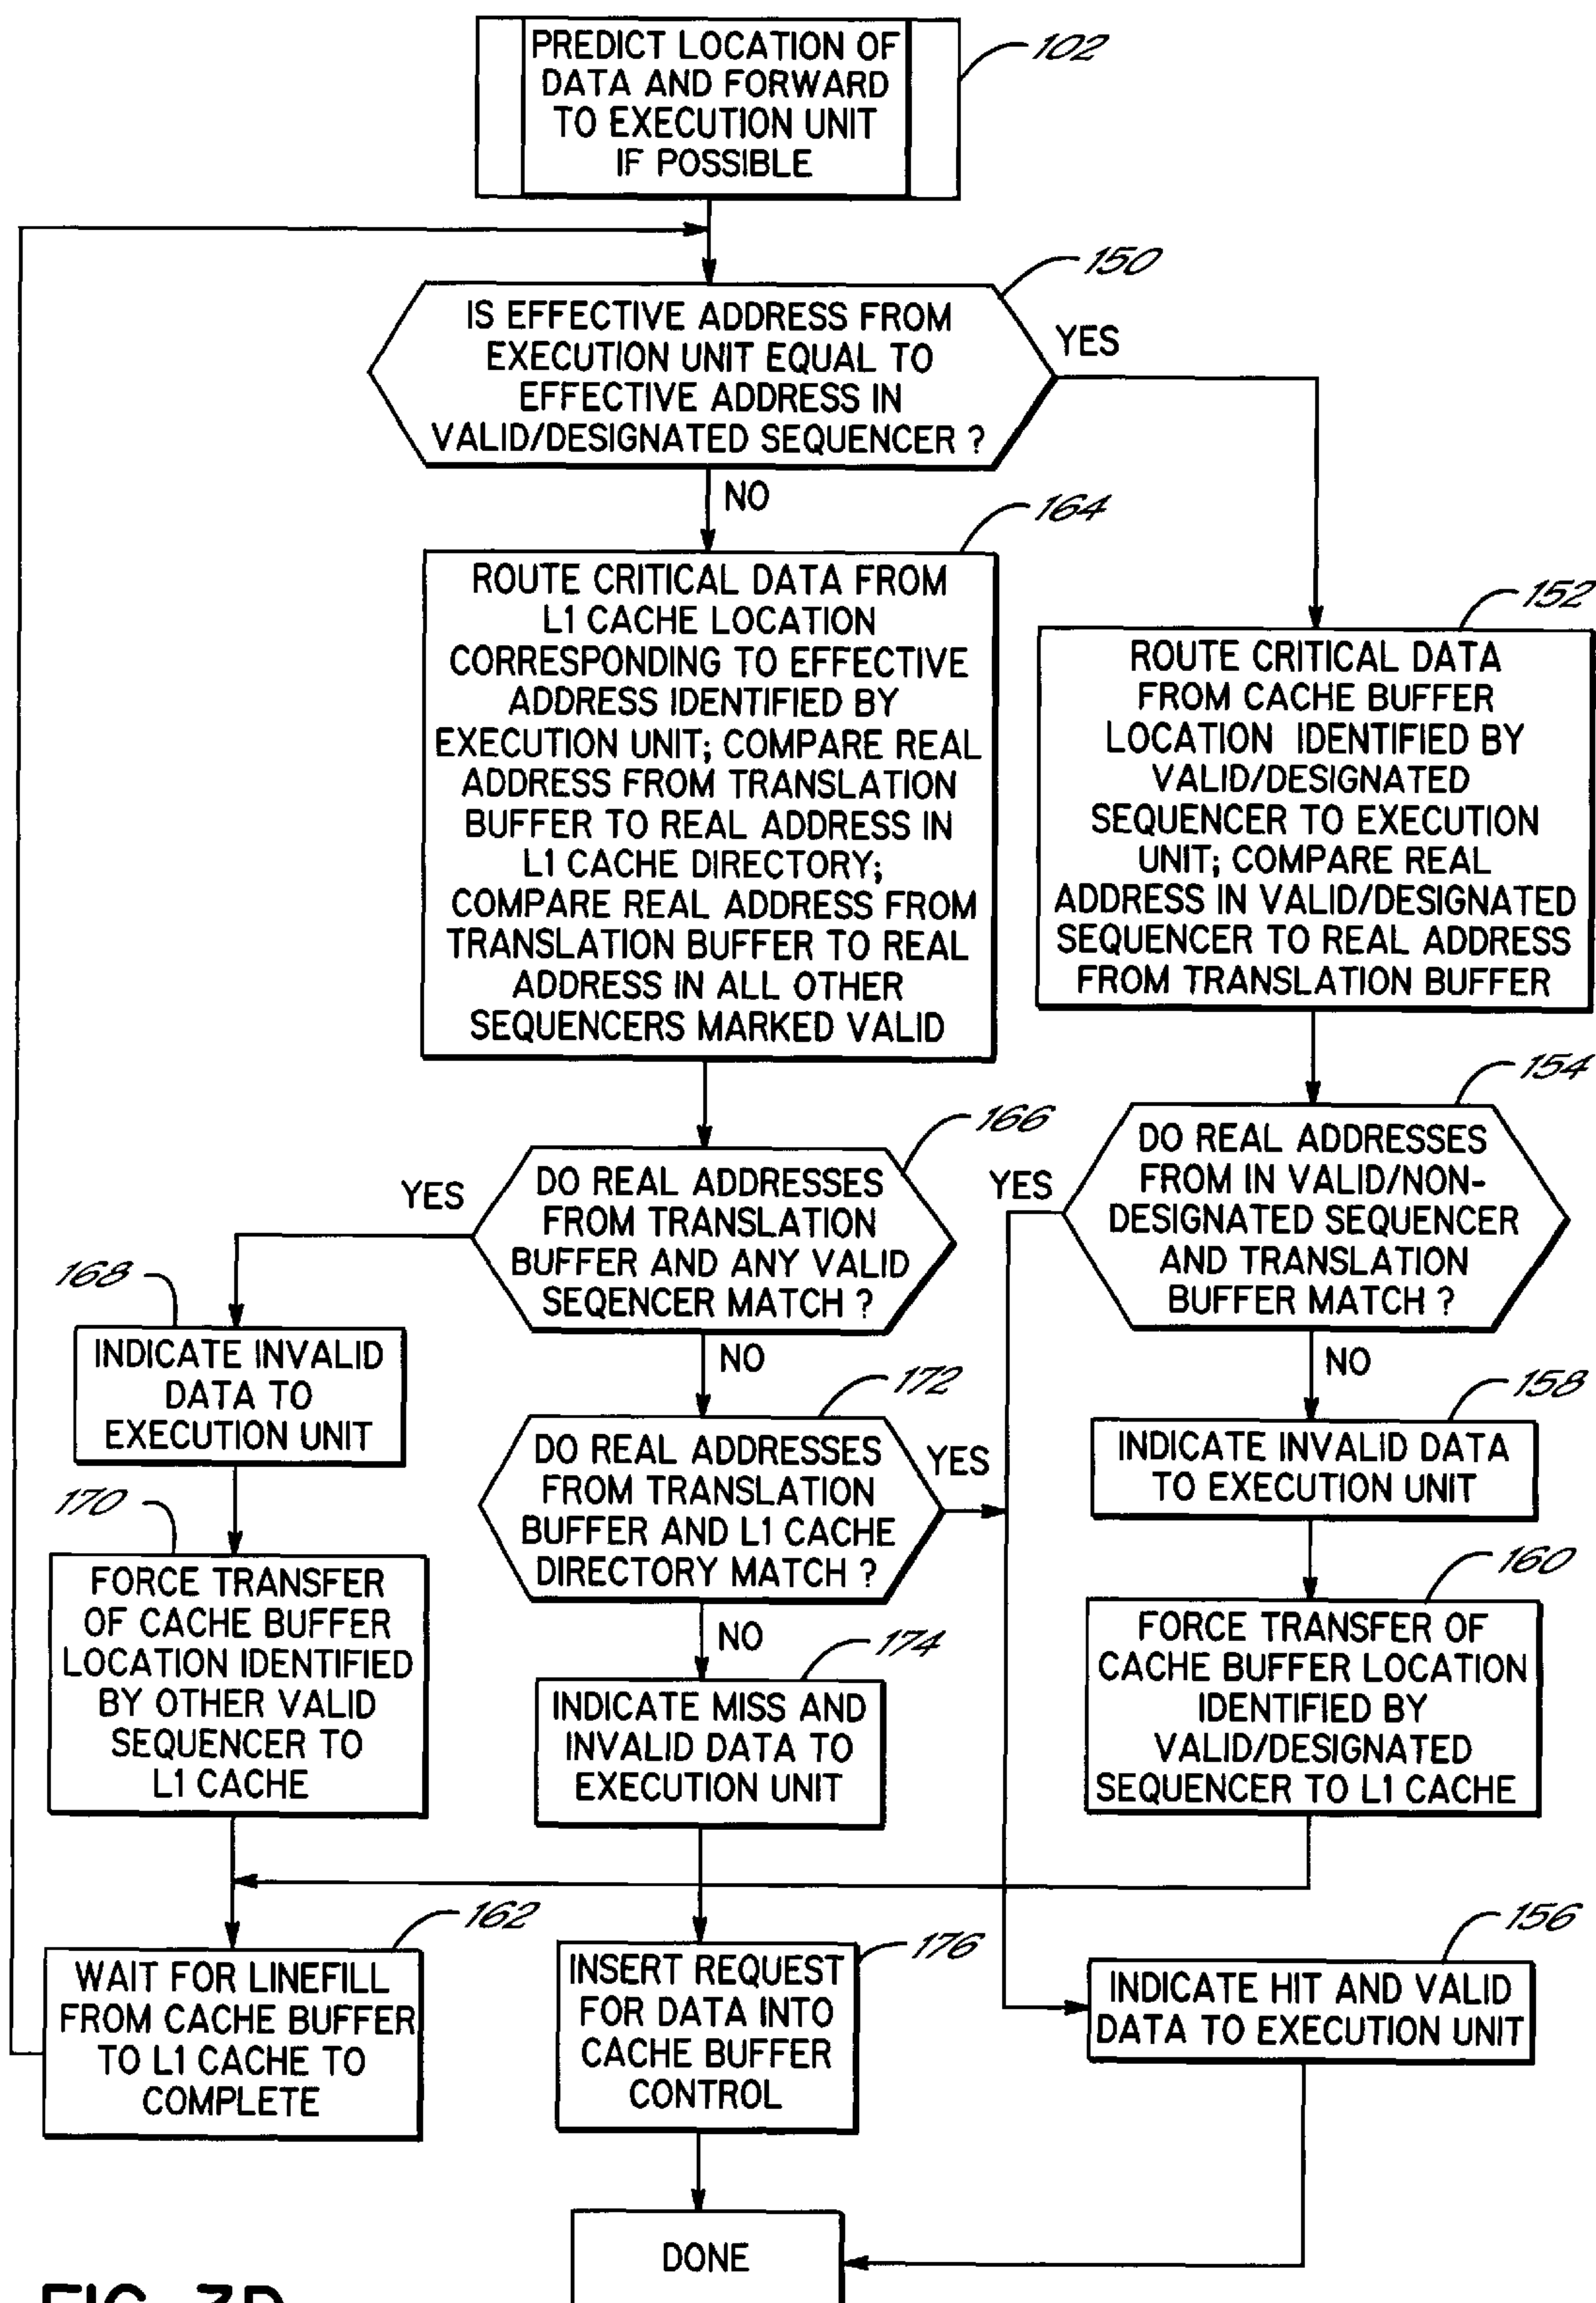 PREDICT LOCATION OF
DATA AND FORWARD
TO EXECUTION UNIT
IF POSSIBLE
102
150
IS EFFECTIVE ADDRESS FROM
EXECUTION UNIT EQUAL TO
EFFECTIVE ADDRESS IN
VALID/DESIGNATED SEQUENCER ?
YES
NO
164
ROUTE CRITICAL DATA FROM
L1 CACHE LOCATION
CORRESPONDING TO EFFECTIVE
ADDRESS IDENTIFIED BY
EXECUTION UNIT; COMPARE REAL
ADDRESS FROM TRANSLATION
BUFFER TO REAL ADDRESS IN
L1 CACHE DIRECTORY;
COMPARE REAL ADDRESS FROM
TRANSLATION BUFFER TO REAL
ADDRESS IN ALL OTHER
SEQUENCERS MARKED VALID
152
ROUTE CRITICAL DATA
FROM CACHE BUFFER
LOCATION IDENTIFIED BY
VALID/DESIGNATED
SEQUENCER TO EXECUTION
UNIT; COMPARE REAL
ADDRESS IN VALID/DESIGNATED
SEQUENCER TO REAL ADDRESS
FROM TRANSLATION BUFFER
166
DO REAL ADDRESSES
FROM TRANSLATION
BUFFER AND ANY VALID
SEQENCER MATCH ?
YES
NO
154
DO REAL ADDRESSES
FROM IN VALID/NON-
DESIGNATED SEQUENCER
AND TRANSLATION
BUFFER MATCH ?
YES
NO
168
INDICATE INVALID
DATA TO
EXECUTION UNIT
172
DO REAL ADDRESSES
FROM TRANSLATION
BUFFER AND L1 CACHE
DIRECTORY MATCH ?
YES
NO
158
INDICATE INVALID DATA
TO EXECUTION UNIT
170
FORCE TRANSFER
OF CACHE BUFFER
LOCATION IDENTIFIED
BY OTHER VALID
SEQUENCER TO
L1 CACHE
174
INDICATE MISS AND
INVALID DATA TO
EXECUTION UNIT
160
FORCE TRANSFER OF
CACHE BUFFER LOCATION
IDENTIFIED BY
VALID/DESIGNATED
SEQUENCER TO L1 CACHE
162
WAIT FOR LINEFILL
FROM CACHE BUFFER
TO L1 CACHE TO
COMPLETE
176
INSERT REQUEST
FOR DATA INTO
CACHE BUFFER
CONTROL
156
INDICATE HIT AND VALID
DATA TO EXECUTION UNIT
DONE